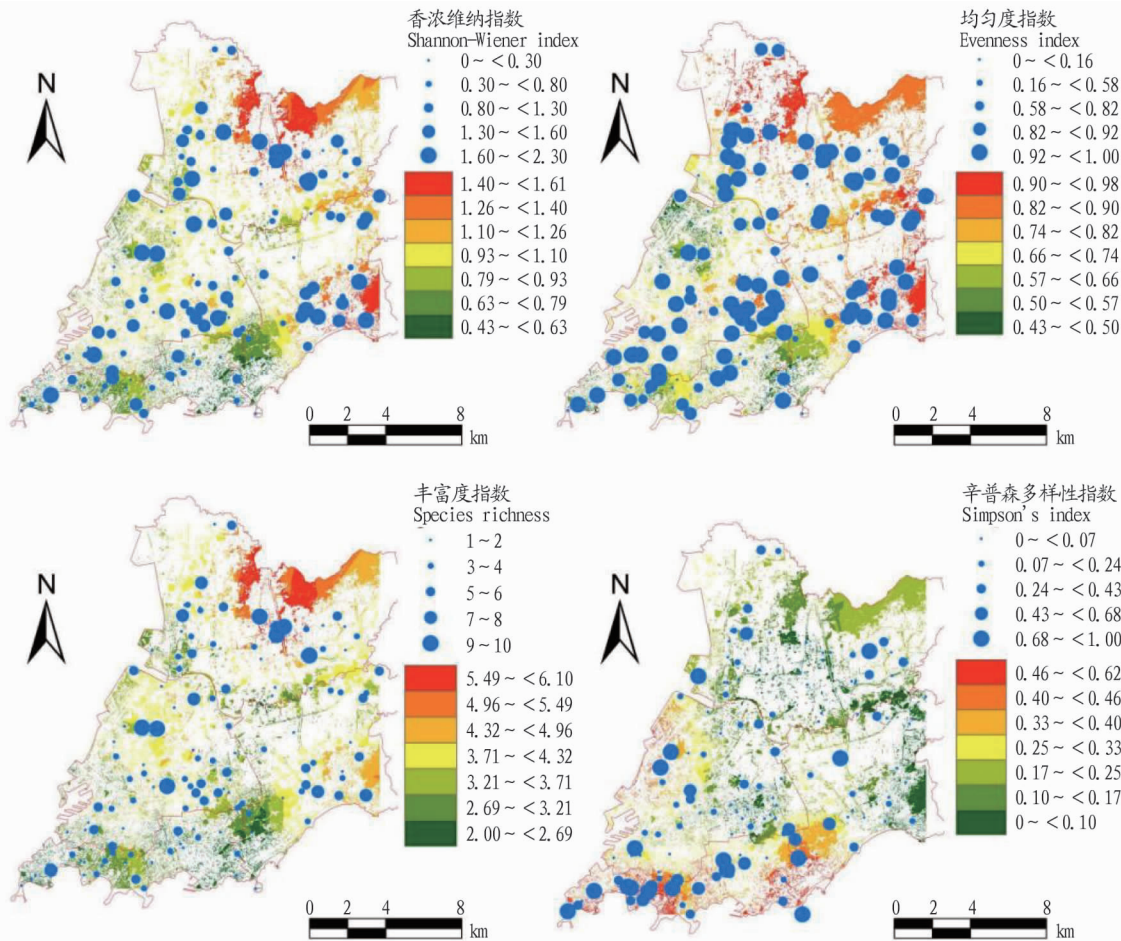 香浓维纳指数
Shannon-Wiener index
0~<0.30
0.30~<0.80
0.80~<1.30
1.30~<1.60
1.60~<2.30
1.40~<1.61
1.26~<1.40
1.10~<1.26
0.93~<1.10
0.79~<0.93
0.63~<0.79
0.43~<0.63
N
0 2 4 8
km
均匀度指数
Evenness index
0~<0.16
0.16~<0.58
0.58~<0.82
0.82~<0.92
0.92~<1.00
0.90~<0.98
0.82~<0.90
0.74~<0.82
0.66~<0.74
0.57~<0.66
0.50~<0.57
0.43~<0.50
N
0 2 4 8
km
丰富度指数
Species richness
1~2
3~4
5~6
7~8
9~10
5.49~<6.10
4.96~<5.49
4.32~<4.96
3.71~<4.32
3.21~<3.71
2.69~<3.21
2.00~<2.69
N
0 2 4 8
km
辛普森多样性指数
Simpson's index
0~<0.07
0.07~<0.24
0.24~<0.43
0.43~<0.68
0.68~<1.00
0.46~<0.62
0.40~<0.46
0.33~<0.40
0.25~<0.33
0.17~<0.25
0.10~<0.17
0~<0.10
N
0 2 4 8
km